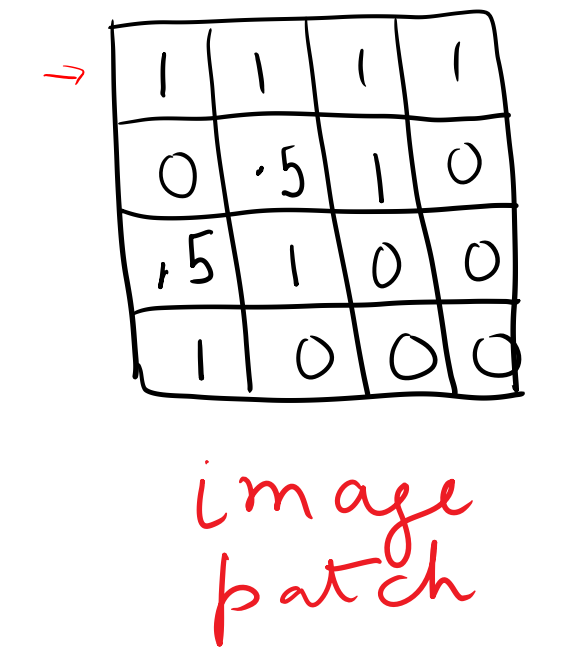 → 1 1 1 1
0 .5 1 0
.5 1 0 0
1 0 0 0
image
patch